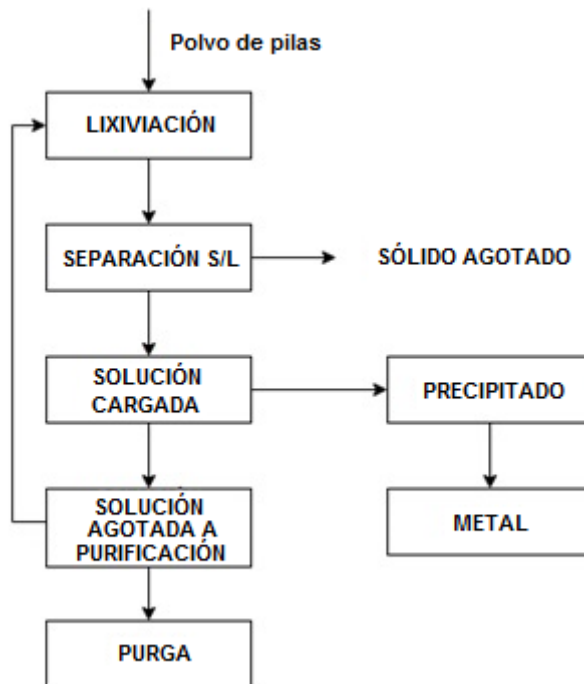 Polvo de pilas
LIXIVIACIÓN
SEPARACIÓN S/L
SÓLIDO AGOTADO
SOLUCIÓN
CARGADA
PRECIPITADO
SOLUCIÓN
AGOTADA A
PURIFICACIÓN
METAL
PURGA